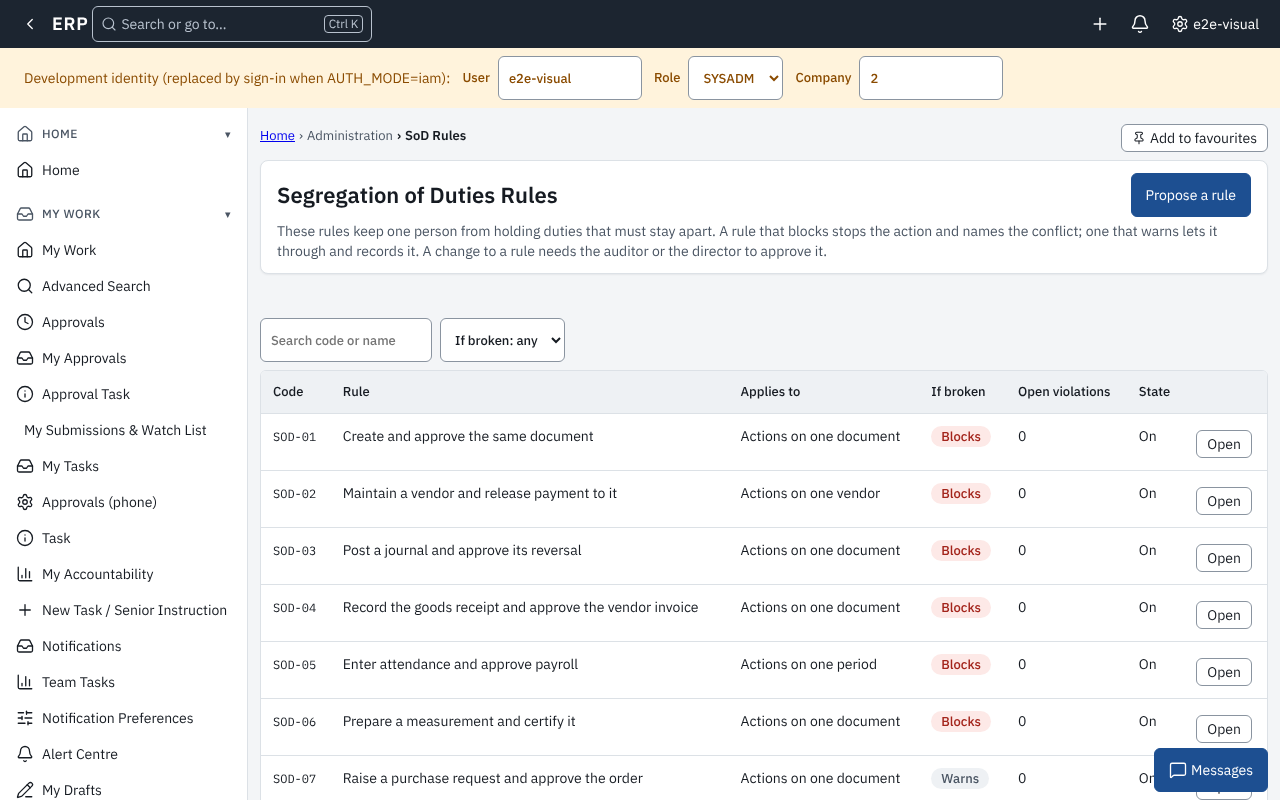 ERP
Search or go to…
Ctrl K
e2e-visual
Development identity (replaced by sign-in when AUTH_MODE=iam): User e2e-visual Role SYSADM Company 2
HOME
Home
MY WORK
My Work
Advanced Search
Approvals
My Approvals
Approval Task
My Submissions & Watch List
My Tasks
Approvals (phone)
Task
My Accountability
New Task / Senior Instruction
Notifications
Team Tasks
Notification Preferences
Alert Centre
My Drafts
Home › Administration › SoD Rules
Add to favourites
Segregation of Duties Rules
Propose a rule
These rules keep one person from holding duties that must stay apart. A rule that blocks stops the action and names the conflict; one that warns lets it
through and records it. A change to a rule needs the auditor or the director to approve it.
Search code or name
If broken: any
Code Rule Applies to If broken Open violations State
SOD-01 Create and approve the same document Actions on one document Blocks 0 On Open
SOD-02 Maintain a vendor and release payment to it Actions on one vendor Blocks 0 On Open
SOD-03 Post a journal and approve its reversal Actions on one document Blocks 0 On Open
SOD-04 Record the goods receipt and approve the vendor invoice Actions on one document Blocks 0 On Open
SOD-05 Enter attendance and approve payroll Actions on one period Blocks 0 On Open
SOD-06 Prepare a measurement and certify it Actions on one document Blocks 0 On Open
SOD-07 Raise a purchase request and approve the order Actions on one document Warns 0
Messages